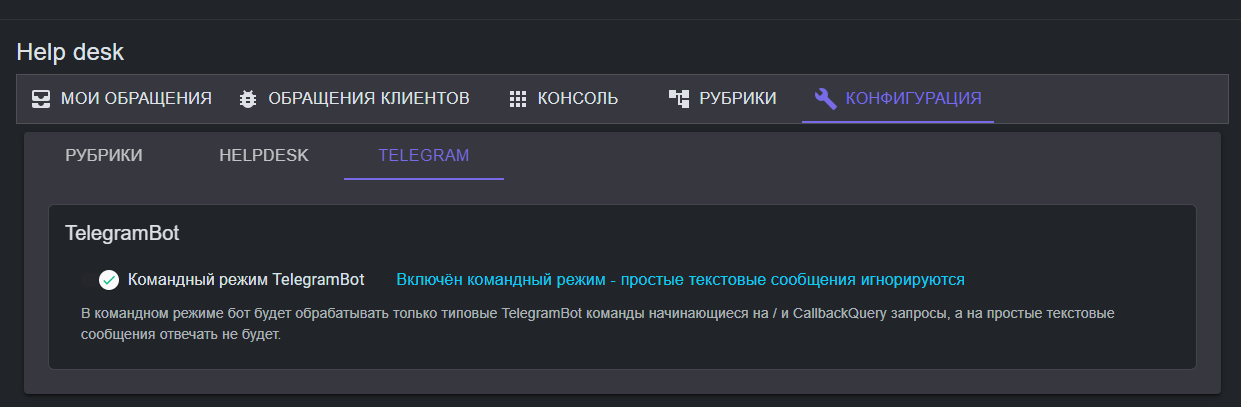 Help desk
МОИ ОБРАЩЕНИЯ ОБРАЩЕНИЯ КЛИЕНТОВ КОНСОЛЬ РУБРИКИ КОНФИГУРАЦИЯ
РУБРИКИ HELPDESK TELEGRAM
TelegramBot
Командный режим TelegramBot Включён командный режим - простые текстовые сообщения игнорируются
В командном режиме бот будет обрабатывать только типовые TelegramBot команды начинающиеся на / и CallbackQuery запросы, а на простые текстовые
сообщения отвечать не будет.